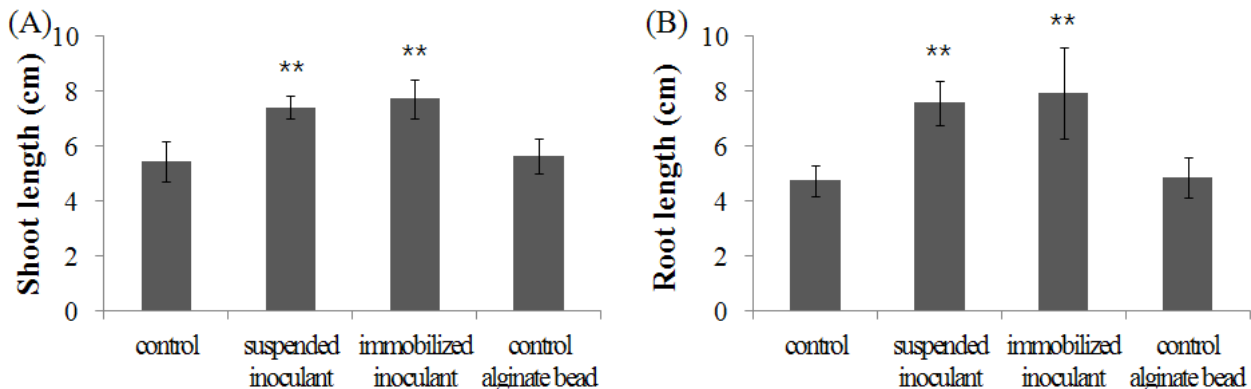 (A)
Shoot length (cm)
10
8
6
4
2
0
** **
control
suspended
inoculant
immobilized
inoculant
control
alginate bead
(B)
Root length (cm)
10
8
6
4
2
0
** **
control
suspended
inoculant
immobilized
inoculant
control
alginate bead